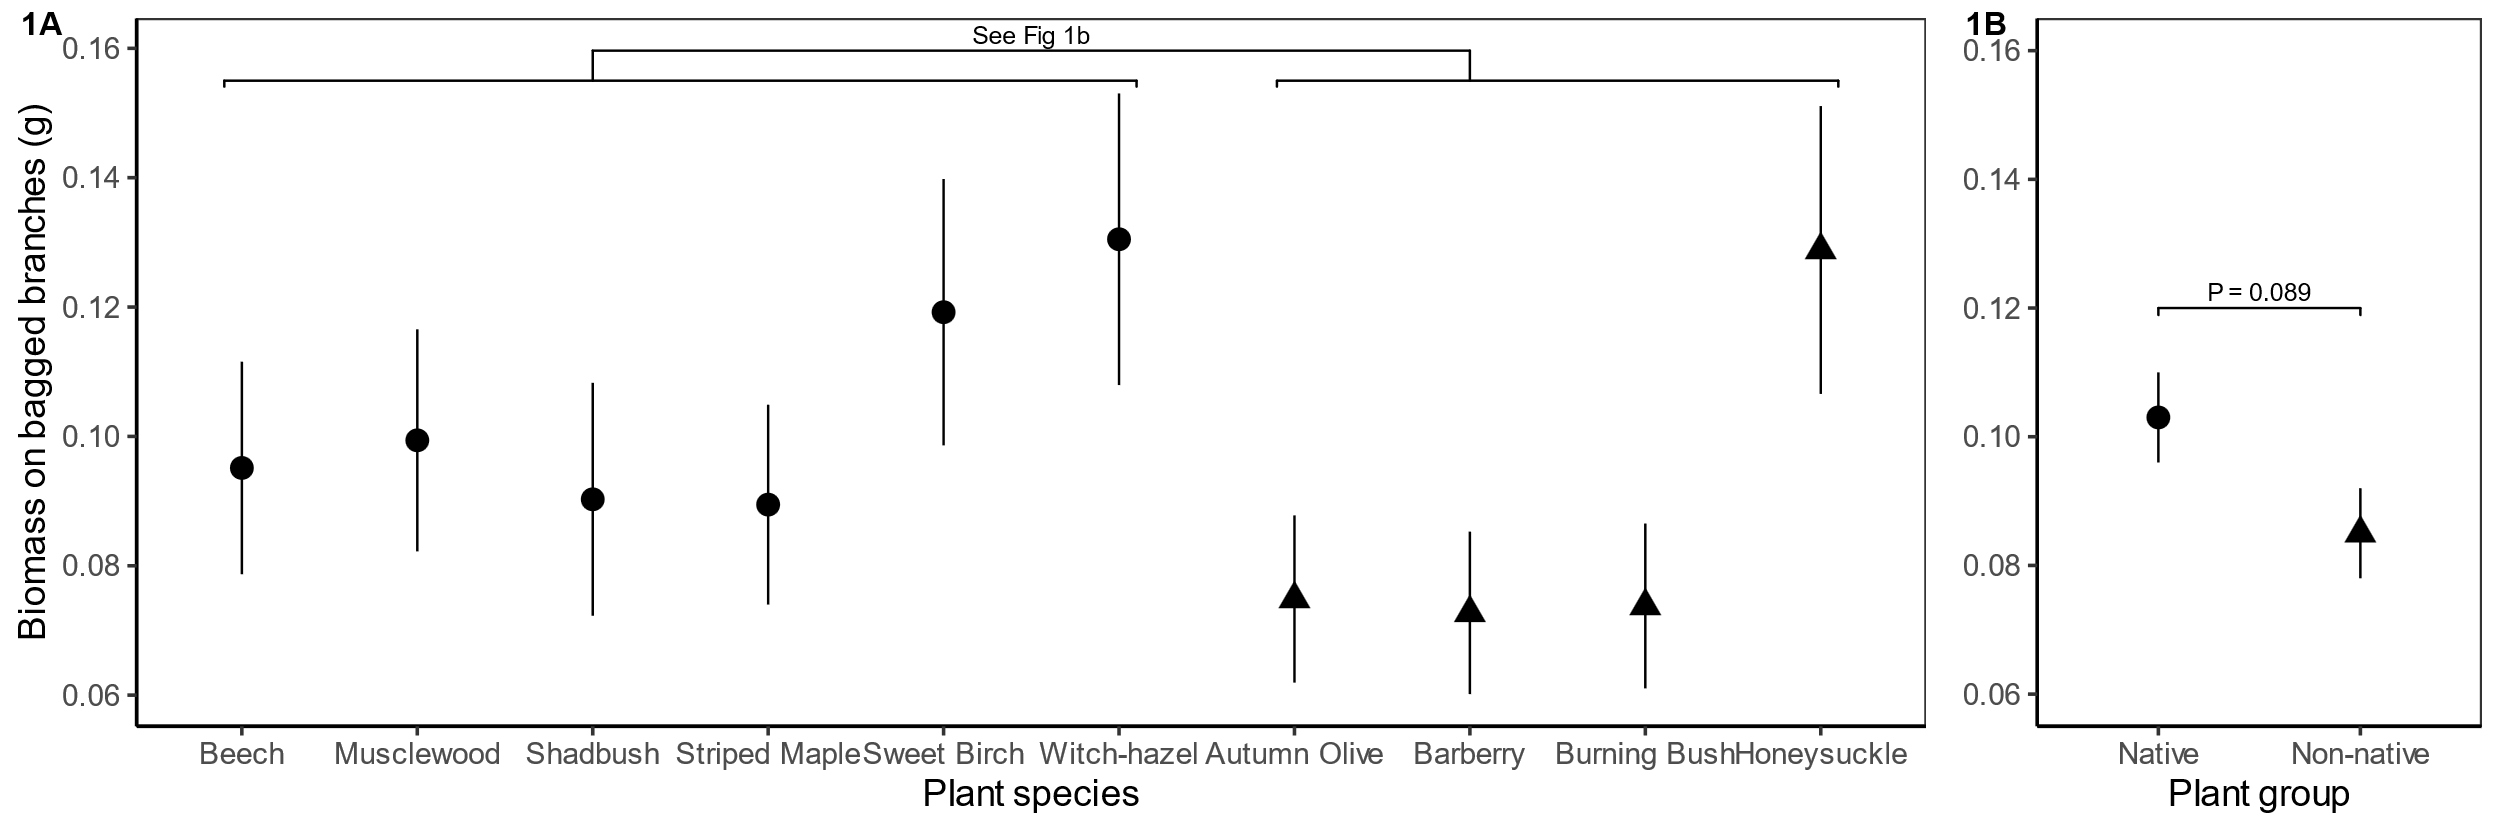 1A
See Fig 1b
Biomass on bagged branches (g)
0.16
0.14
0.12
0.10
0.08
0.06
Beech Musclewood Shadbush Striped Maple Sweet Birch Witch-hazel Autumn Olive Barberry Burning Bush Honeysuckle
Plant species
1B
0.16
0.14
0.12
0.10
0.08
0.06
P = 0.089
Native Non-native
Plant group